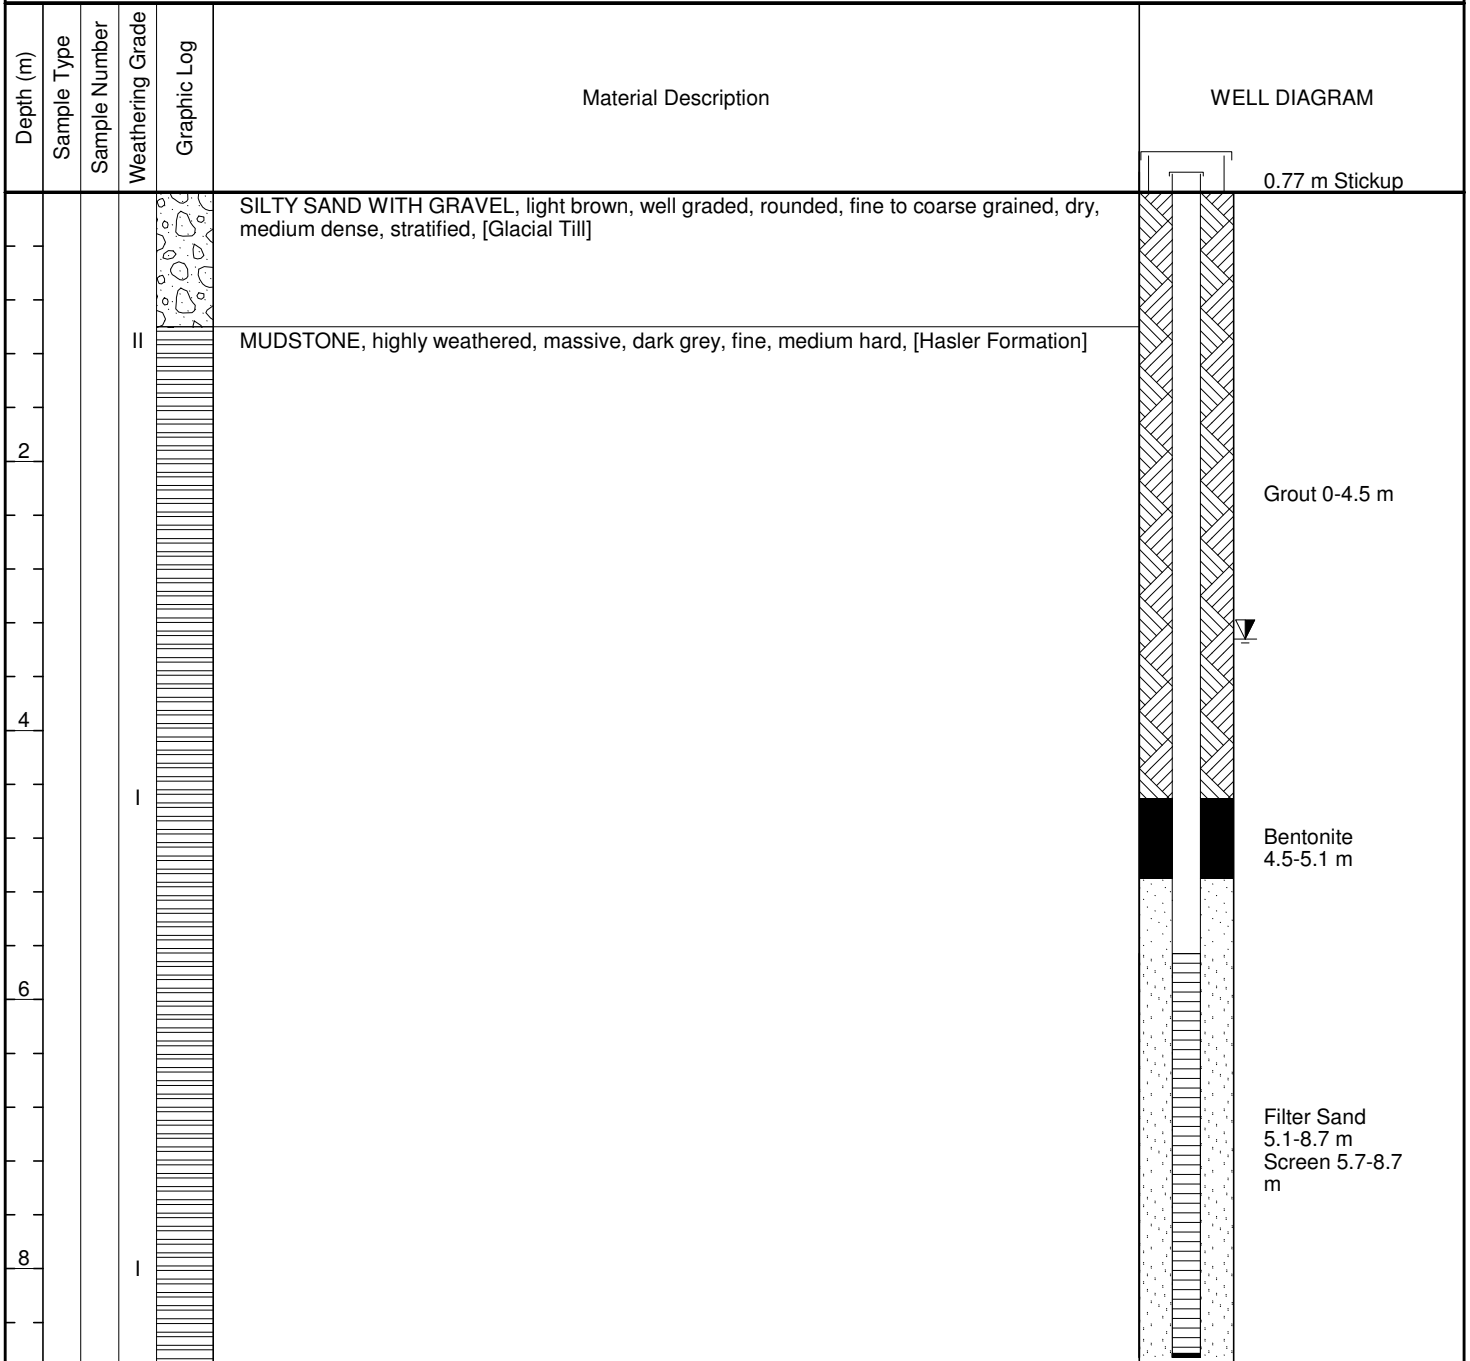 Depth (m)
Sample Type
Sample Number
Weathering Grade
Graphic Log
Material Description
WELL DIAGRAM
0.77 m Stickup
SILTY SAND WITH GRAVEL, light brown, well graded, rounded, fine to coarse grained, dry,
medium dense, stratified, [Glacial Till]
II
MUDSTONE, highly weathered, massive, dark grey, fine, medium hard, [Hasler Formation]
2
Grout 0-4.5 m
4
I
Bentonite
4.5-5.1 m
6
Filter Sand
5.1-8.7 m
Screen 5.7-8.7
m
8
I